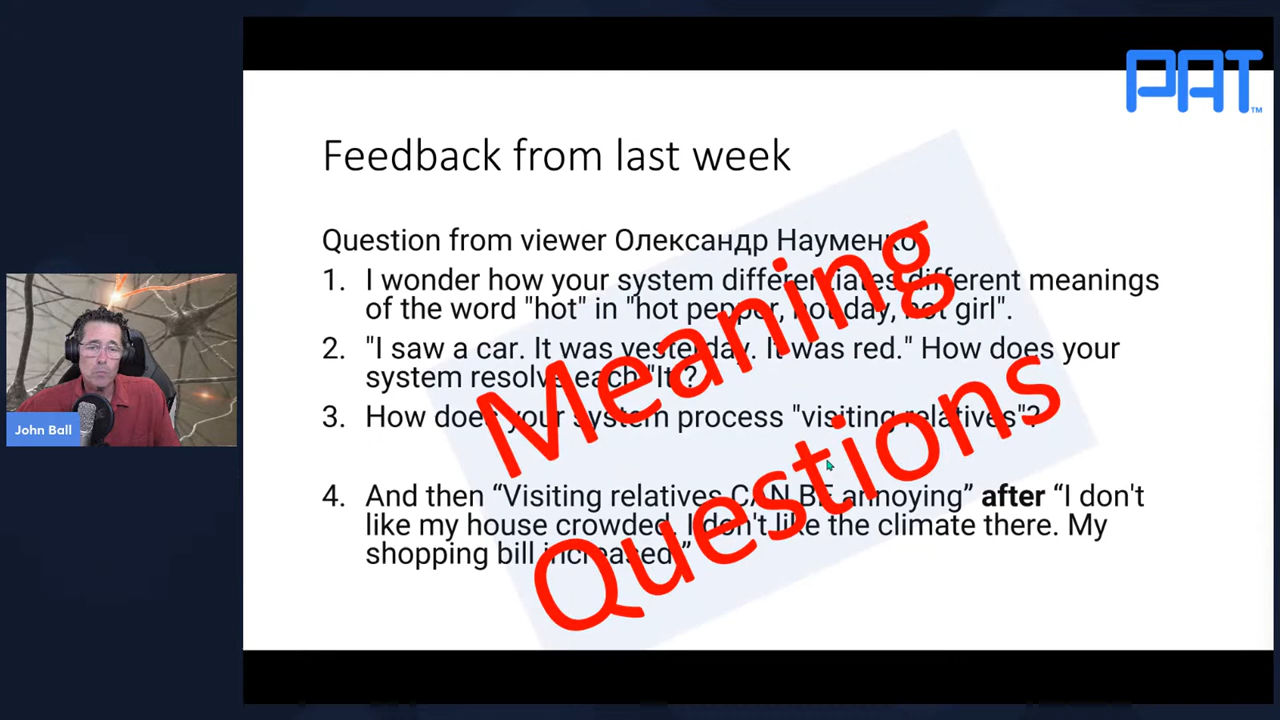 PAT™
Feedback from last week
Question from viewer Олександр Науменко
1. I wonder how your system differentiates different meanings
of the word "hot" in "hot pepper, hot day, hot girl".
2. "I saw a car. It was yesterday. It was red." How does your
system resolve each "It"?
3. How does your system process "visiting relatives"?
4. And then “Visiting relatives CAN BE annoying” after “I don't
like my house crowded. I don't like the climate there. My
shopping bill increased.”
Meaning
Questions
John Ball